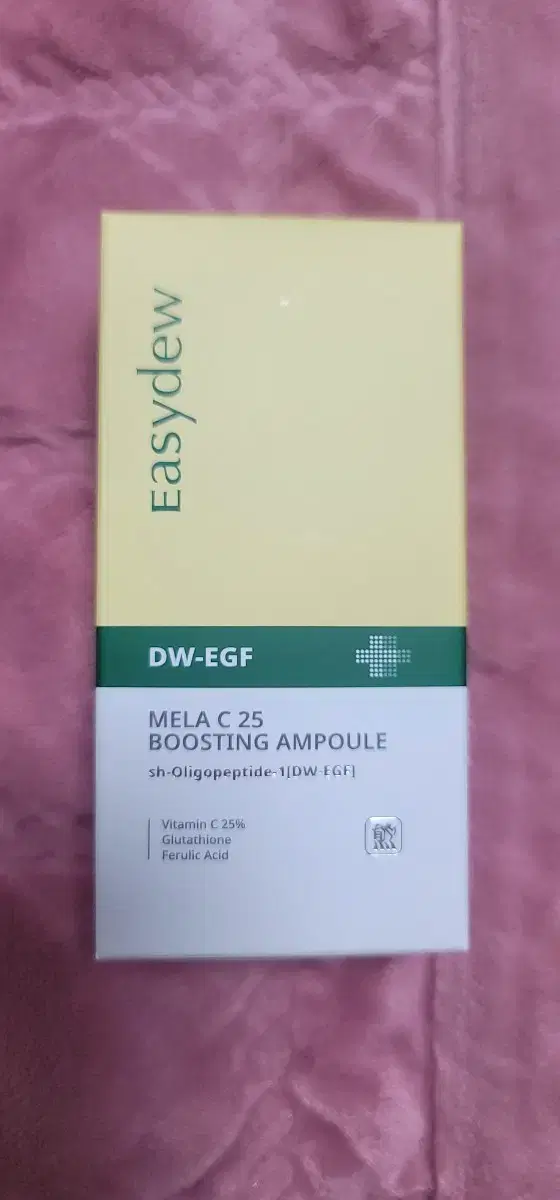 Easydew
DW-EGF
MELA C 25
BOOSTING AMPOULE
sh-Oligopeptide-1[DW-EGF]
Vitamin C 25%
Glutathione
Ferulic Acid